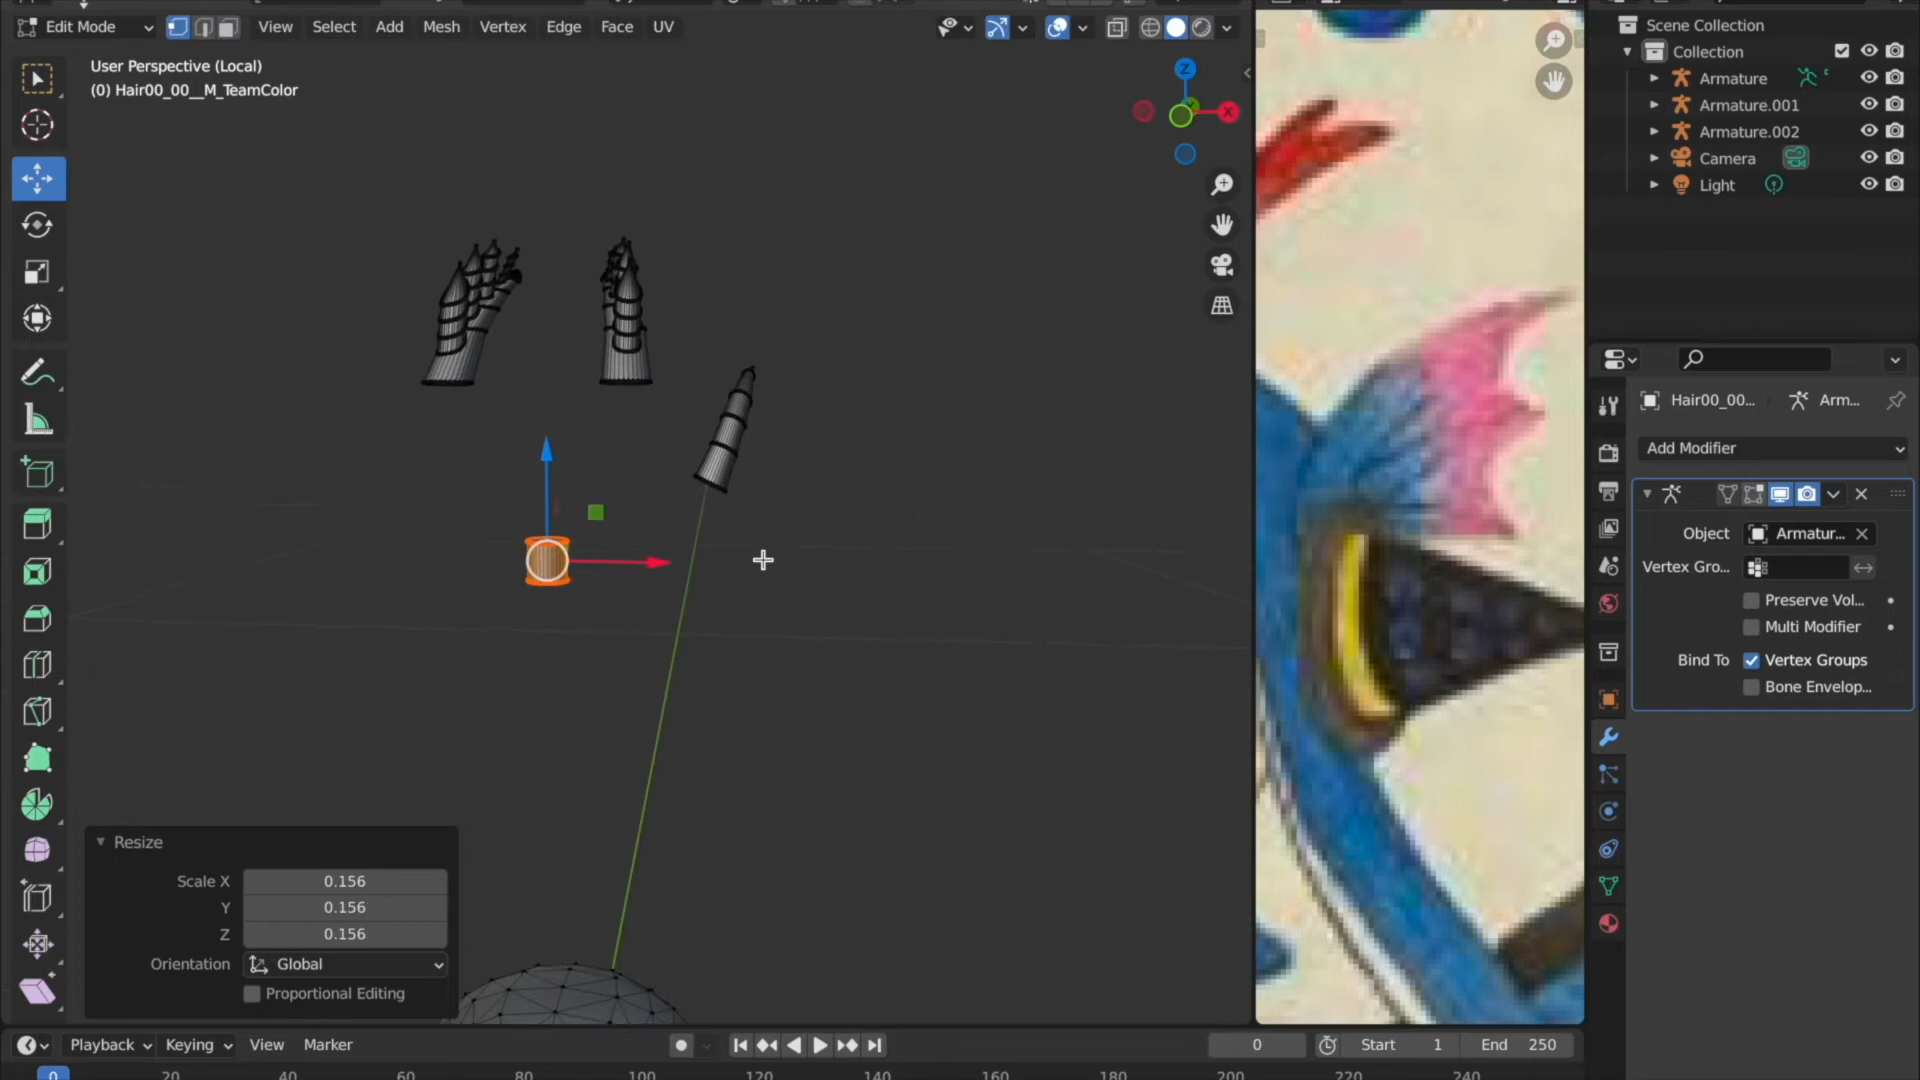 Edit Mode View Select Add Mesh Vertex Edge Face UV
User Perspective (Local)
(0) Hair00_00__M_TeamColor
Z
X
Resize
Scale X 0.156
Y 0.156
Z 0.156
Orientation Global
Proportional Editing
Scene Collection
Collection
Armature
Armature.001
Armature.002
Camera
Light
Hair00_00... Arm...
Add Modifier
Object Armatur...
Vertex Gro...
Preserve Vol...
Multi Modifier
Bind To Vertex Groups
Bone Envelop...
Playback Keying View Marker 0 Start 1 End 250
0 20 40 60 80 100 120 140 160 180 200 220 240